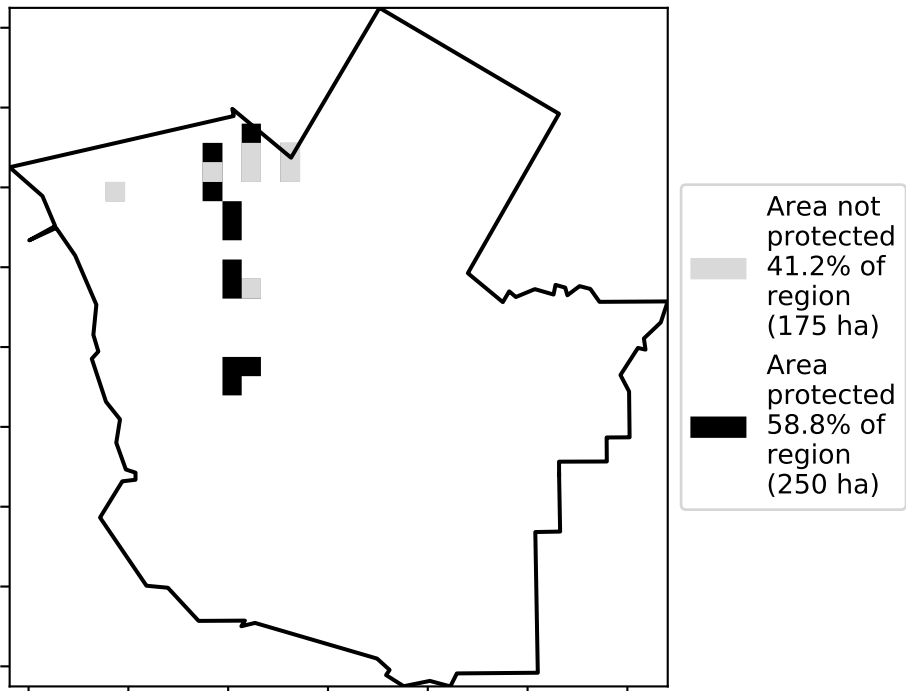 Area not
protected
41.2% of
region
(175 ha)
Area
protected
58.8% of
region
(250 ha)